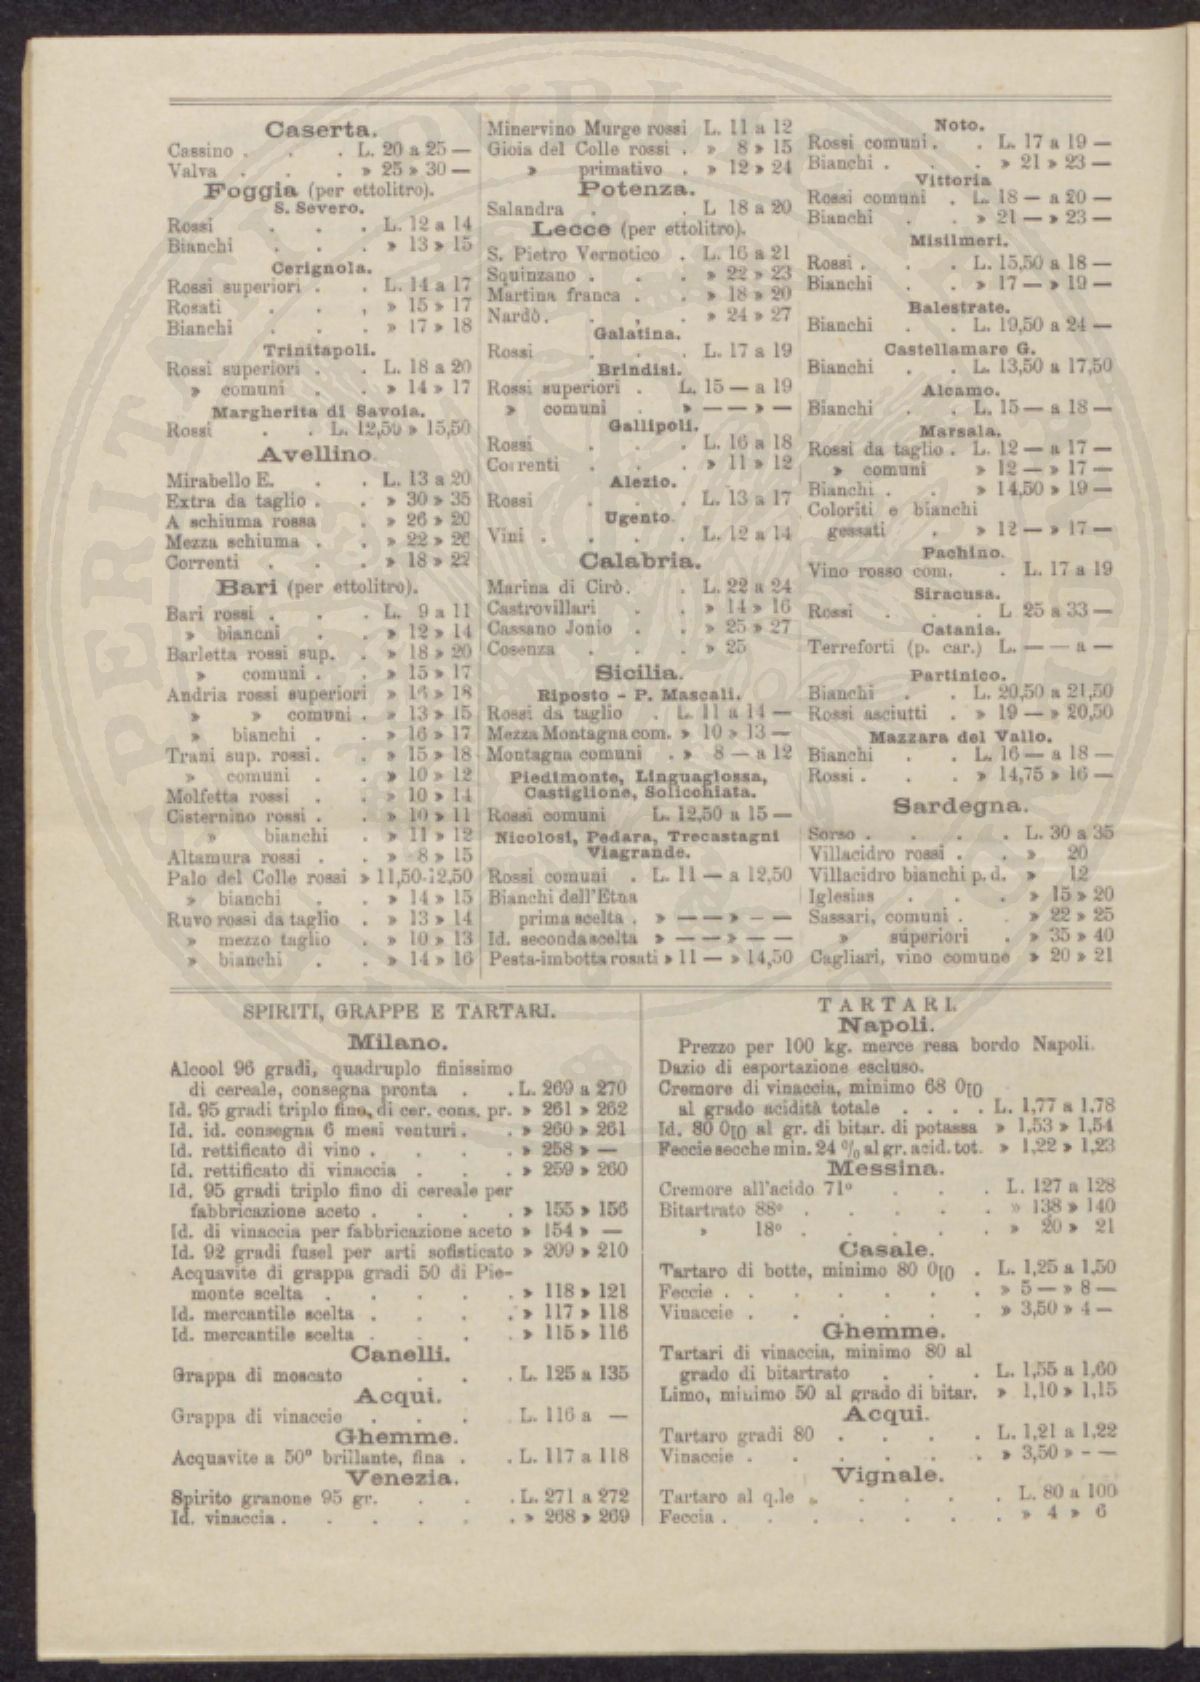 Caserta.
Cassino . . . L. 20 a 25 —
Valva . . . » 25 » 30 —
Foggia (per ettolitro).
S. Severo.
Rossi . . . L. 12 a 14
Bianchi . . . » 13 » 15
Cerignola.
Rossi superiori . . L. 14 a 17
Rosati . . , » 15 » 17
Bianchi . . . » 17 » 18
Trinitapoli.
Rossi superiori . . L. 18 a 20
» comuni . . » 14 » 17
Margherita di Savoia.
Rossi . . L. 12,50 » 15,50
Avellino
Mirabello E. . . L. 13 a 20
Extra da taglio . . » 30 » 35
A schiuma rossa . » 26 » 20
Mezza schiuma . . » 22 » 26
Correnti . . . » 18 » 22
Bari (per ettolitro).
Bari rossi . . . L. 9 a 11
» bianchi . . » 12 » 14
Barletta rossi sup. . » 18 » 20
» comuni . . » 15 » 17
Andria rossi superiori » 16 » 18
» » comuni . » 13 » 15
» bianchi . . » 16 » 17
Trani sup. rossi. . » 15 » 18
» comuni . . » 10 » 12
Molfetta rossi . . » 10 » 14
Cisternino rossi . . » 10 » 11
» bianchi . » 11 » 12
Altamura rossi . . » 8 » 15
Palo del Colle rossi » 11,50-12,50
» bianchi . . » 14 » 15
Ruvo rossi da taglio . » 13 » 14
» mezzo taglio . » 10 » 13
» bianchi . . » 14 » 16
Minervino Murge rossi L. 11 a 12
Gioia del Colle rossi . » 8 » 15
» primativo . » 12 » 24
Potenza.
Salandra . . L 18 a 20
Lecce (per ettolitro).
S. Pietro Vernotico . L. 16 a 21
Squinzano . . . » 22 » 23
Martina franca . . » 18 » 20
Nardò . . , . » 24 » 27
Galatina.
Rossi . . . L. 17 a 19
Brindisi.
Rossi superiori . L. 15 — a 19
» comuni . » — — » —
Gallipoli.
Rossi . . . L. 16 a 18
Correnti . . . » 11 » 12
Alezio.
Rossi . . . L. 13 a 17
Ugento.
Vini . . . . L. 12 a 14
Calabria.
Marina di Cirò. . L. 22 a 24
Castrovillari . . » 14 » 16
Cassano Jonio . . » 25 » 27
Cosenza . . . » 25
Sicilia.
Riposto - P. Mascali.
Rossi da taglio . L. 11 a 14 —
Mezza Montagna com. » 10 » 13 —
Montagna comuni . » 8 — a 12
Piedimonte, Linguaglossa,
Castiglione, Solicchiata.
Rossi comuni L. 12,50 a 15 —
Nicolosi, Pedara, Trecastagni
Viagrande.
Rossi comuni . L. 11 — a 12,50
Bianchi dell'Etna
prima scelta . » — — » — —
Id. seconda scelta » — — » — —
Pesta-imbotta rosati » 11 — » 14,50
Noto.
Rossi comuni . . L. 17 a 19 —
Bianchi . . . » 21 » 23 —
Vittoria
Rossi comuni . L. 18 — a 20 —
Bianchi . . » 21 — » 23 —
Misilmeri.
Rossi . . . L. 15,50 a 18 —
Bianchi . . » 17 — » 19 —
Balestrate.
Bianchi . . L. 19,50 a 24 —
Castellamare G.
Bianchi . . L. 13,50 a 17,50
Alcamo.
Bianchi . . L. 15 — a 18 —
Marsala.
Rossi da taglio . L. 12 — a 17 —
» comuni » 12 — » 17 —
Bianchi . . » 14,50 » 19 —
Coloriti e bianchi
gessati . » 12 — » 17 —
Pachino.
Vino rosso com. . L. 17 a 19
Siracusa.
Rossi . . . L 25 a 33 —
Catania.
Terreforti (p. car.) L. — — a —
Partinico.
Bianchi . . L. 20,50 a 21,50
Rossi asciutti . » 19 — » 20,50
Mazzara del Vallo.
Bianchi . . L. 16 — a 18 —
Rossi . . . » 14,75 » 16 —
Sardegna.
Sorso . . . . L. 30 a 35
Villacidro rossi . . » 20
Villacidro bianchi p. d. » 12
Iglesias . . . » 15 » 20
Sassari, comuni . . » 22 » 25
» superiori . » 35 » 40
Cagliari, vino comune » 20 » 21
SPIRITI, GRAPPE E TARTARI.
Milano.
Alcool 96 gradi, quadruplo finissimo
di cereale, consegna pronta . . L. 269 a 270
Id. 95 gradi triplo fino, di cer. cons. pr. » 261 » 262
Id. id. consegna 6 mesi venturi . . » 260 » 261
Id. rettificato di vino . . . . » 258 » —
Id. rettificato di vinaccia . . . » 259 » 260
Id. 95 gradi triplo fino di cereale per
fabbricazione aceto . . . . » 155 » 156
Id. di vinaccia per fabbricazione aceto » 154 » —
Id. 92 gradi fusel per arti sofisticato » 209 » 210
Acquavite di grappa gradi 50 di Pie-
monte scelta . . . . . » 118 » 121
Id. mercantile scelta . . . . » 117 » 118
Id. mercantile scelta . . . . » 115 » 116
Canelli.
Grappa di moscato . . . L. 125 a 135
Acqui.
Grappa di vinaccie . . . L. 116 a —
Ghemme.
Acquavite a 50° brillante, fina . . L. 117 a 118
Venezia.
Spirito granone 95 gr. . . . L. 271 a 272
Id. vinaccia . . . . . . » 268 » 269
TARTARI.
Napoli.
Prezzo per 100 kg. merce resa bordo Napoli.
Dazio di esportazione escluso.
Cremore di vinaccia, minimo 68 0[0
al grado acidità totale . . . . L. 1,77 a 1,78
Id. 80 0[0 al gr. di bitar. di potassa » 1,53 » 1,54
Feccie secche min. 24 % al gr. acid. tot. » 1,22 » 1,23
Messina.
Cremore all'acido 71° . . . L. 127 a 128
Bitartrato 88° . . . . . » 138 » 140
» 18° . . . . . » 20 » 21
Casale.
Tartaro di botte, minimo 80 0[0 . L. 1,25 a 1,50
Feccie . . . . . . . » 5 — » 8 —
Vinaccie . . . . . . » 3,50 » 4 —
Ghemme.
Tartari di vinaccia, minimo 80 al
grado di bitartrato . . . L. 1,55 a 1,60
Limo, minimo 50 al grado di bitar. » 1,10 » 1,15
Acqui.
Tartaro gradi 80 . . . . L. 1,21 a 1,22
Vinaccie . . . . . . » 3,50 » - —
Vignale.
Tartaro al q.le . . . . . L. 80 a 100
Feccia . . . . . . . » 4 » 6